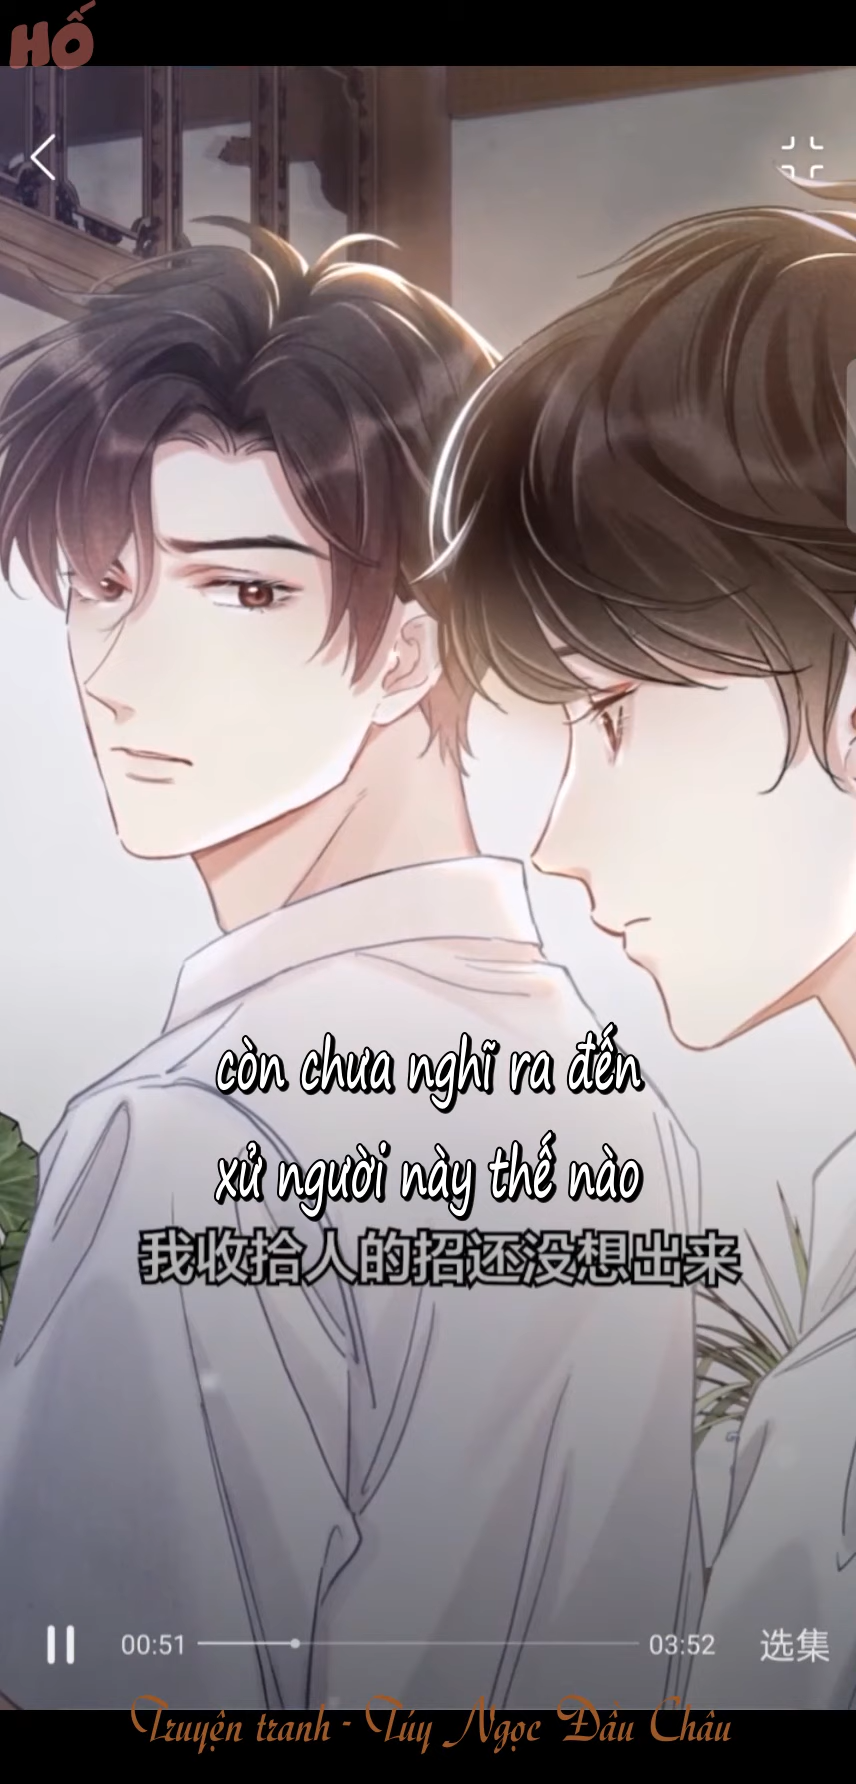 HỐ
còn chưa nghĩ ra đến
xử người này thế nào
我收拾人的招还没想出来
00:51
03:52
选集
Truyện tranh - Túy Ngọc Đầu Châu